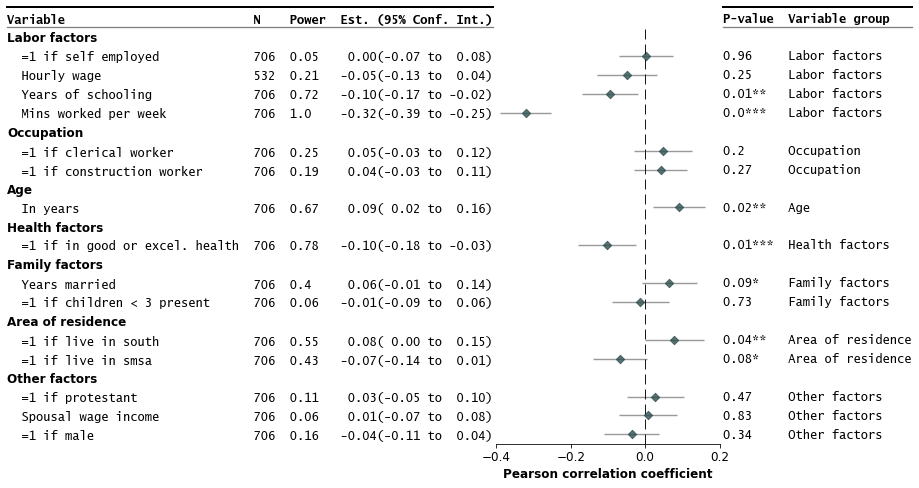 Variable N Power Est. (95% Conf. Int.) P-value Variable group
Labor factors
=1 if self employed 706 0.05 0.00(-0.07 to 0.08) 0.96 Labor factors
Hourly wage 532 0.21 -0.05(-0.13 to 0.04) 0.25 Labor factors
Years of schooling 706 0.72 -0.10(-0.17 to -0.02) 0.01** Labor factors
Mins worked per week 706 1.0 -0.32(-0.39 to -0.25) 0.0*** Labor factors
Occupation
=1 if clerical worker 706 0.25 0.05(-0.03 to 0.12) 0.2 Occupation
=1 if construction worker 706 0.19 0.04(-0.03 to 0.11) 0.27 Occupation
Age
In years 706 0.67 0.09( 0.02 to 0.16) 0.02** Age
Health factors
=1 if in good or excel. health 706 0.78 -0.10(-0.18 to -0.03) 0.01*** Health factors
Family factors
Years married 706 0.4 0.06(-0.01 to 0.14) 0.09* Family factors
=1 if children < 3 present 706 0.06 -0.01(-0.09 to 0.06) 0.73 Family factors
Area of residence
=1 if live in south 706 0.55 0.08( 0.00 to 0.15) 0.04** Area of residence
=1 if live in smsa 706 0.43 -0.07(-0.14 to 0.01) 0.08* Area of residence
Other factors
=1 if protestant 706 0.11 0.03(-0.05 to 0.10) 0.47 Other factors
Spousal wage income 706 0.06 0.01(-0.07 to 0.08) 0.83 Other factors
=1 if male 706 0.16 -0.04(-0.11 to 0.04) 0.34 Other factors
−0.4 −0.2 0.0 0.2
Pearson correlation coefficient